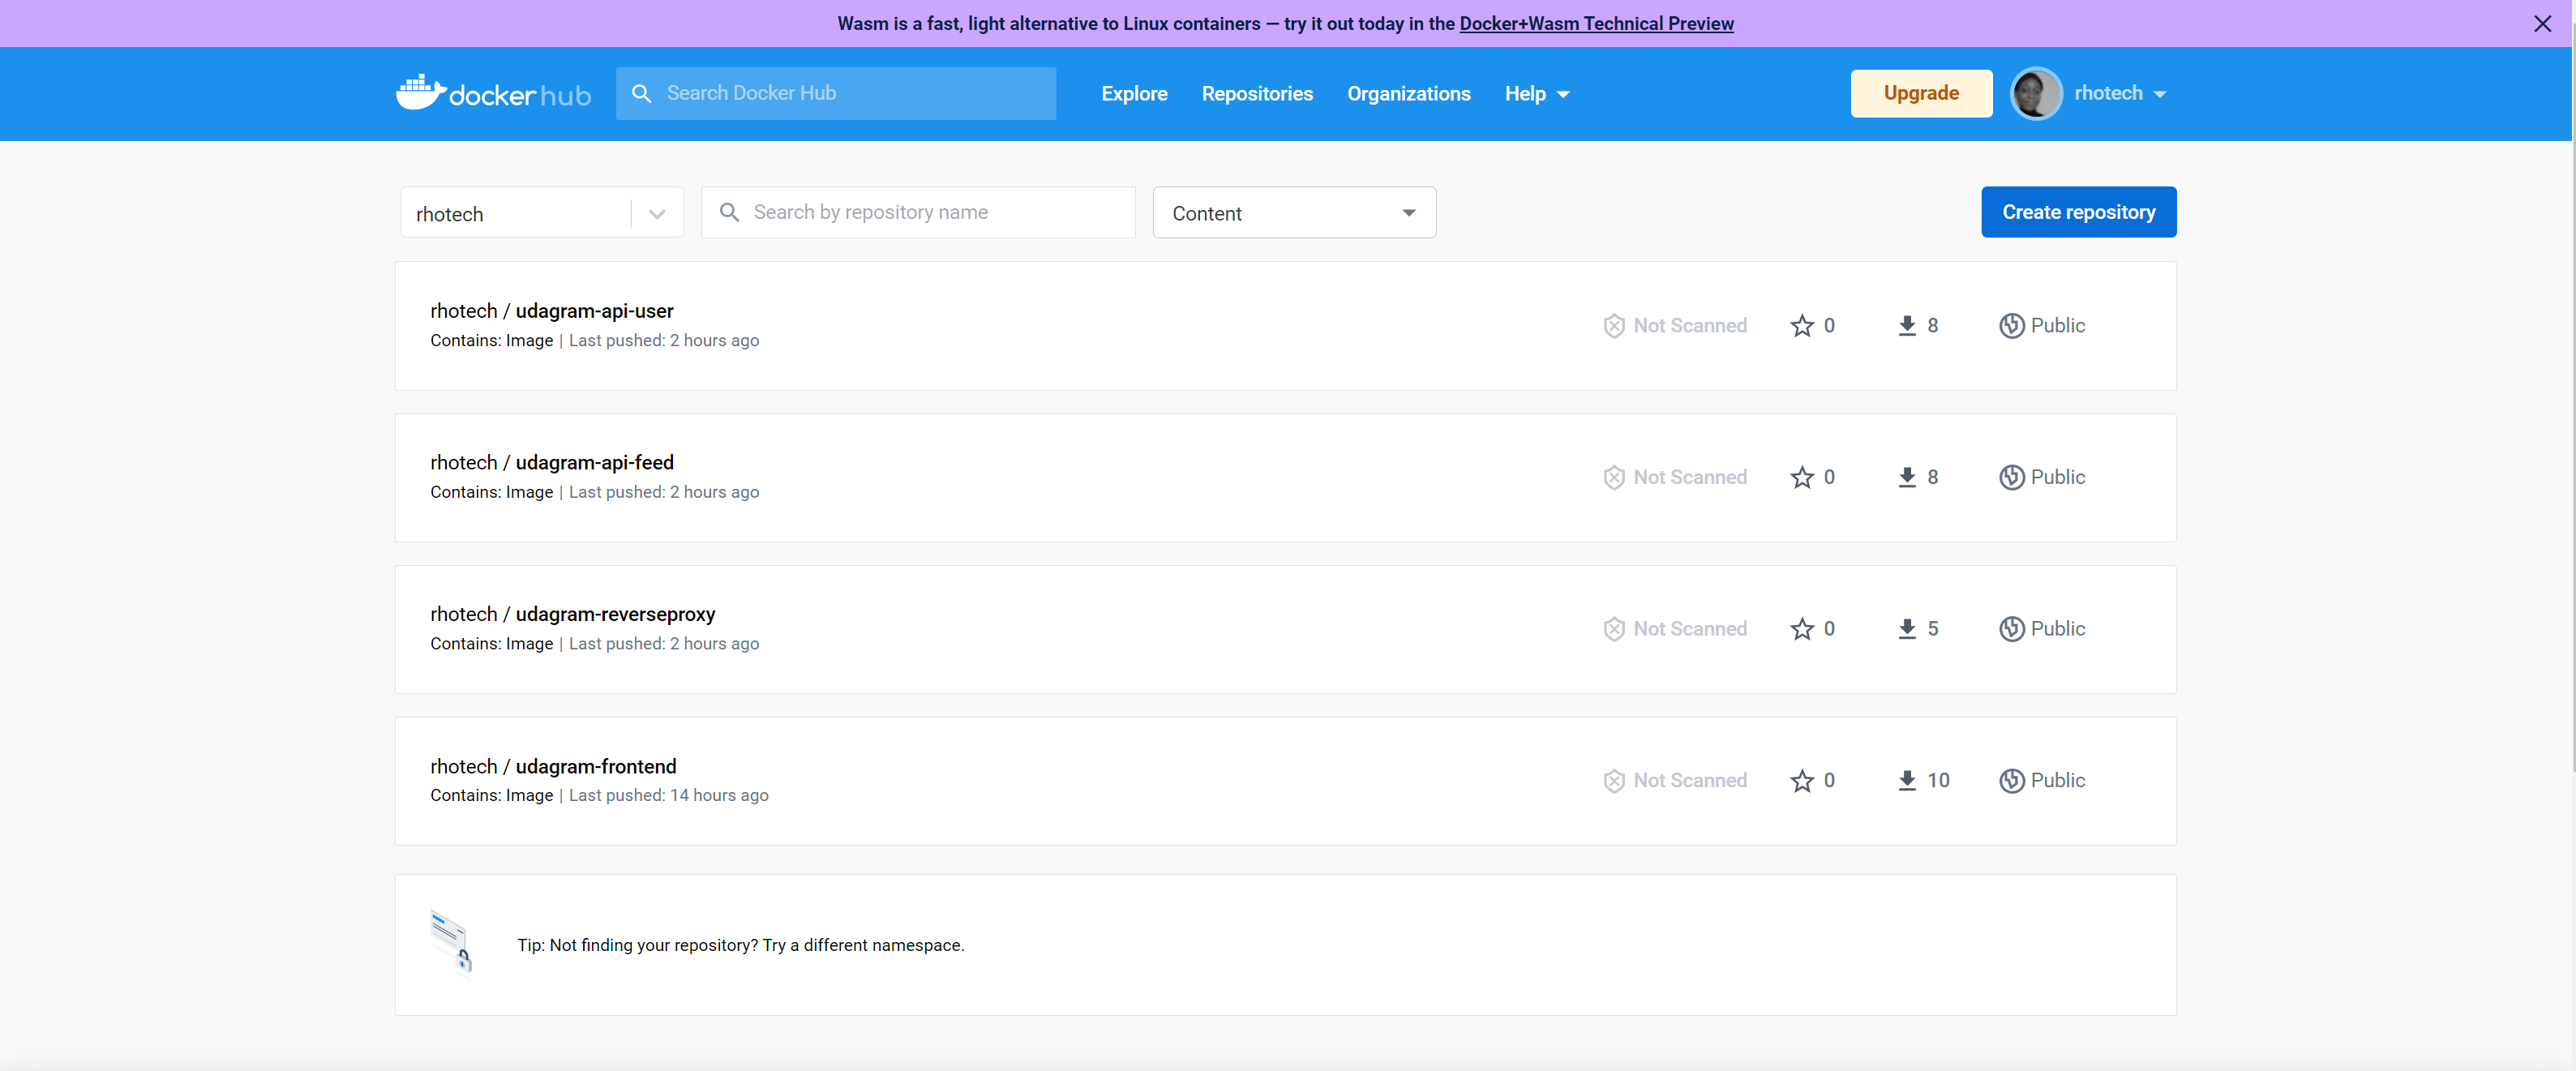 Wasm is a fast, light alternative to Linux containers — try it out today in the Docker+Wasm Technical Preview
docker hub
Search Docker Hub
Explore
Repositories
Organizations
Help
Upgrade
rhotech
rhotech
Search by repository name
Content
Create repository
rhotech / udagram-api-user
Contains: Image | Last pushed: 2 hours ago
Not Scanned
0
8
Public
rhotech / udagram-api-feed
Contains: Image | Last pushed: 2 hours ago
Not Scanned
0
8
Public
rhotech / udagram-reverseproxy
Contains: Image | Last pushed: 2 hours ago
Not Scanned
0
5
Public
rhotech / udagram-frontend
Contains: Image | Last pushed: 14 hours ago
Not Scanned
0
10
Public
Tip: Not finding your repository? Try a different namespace.